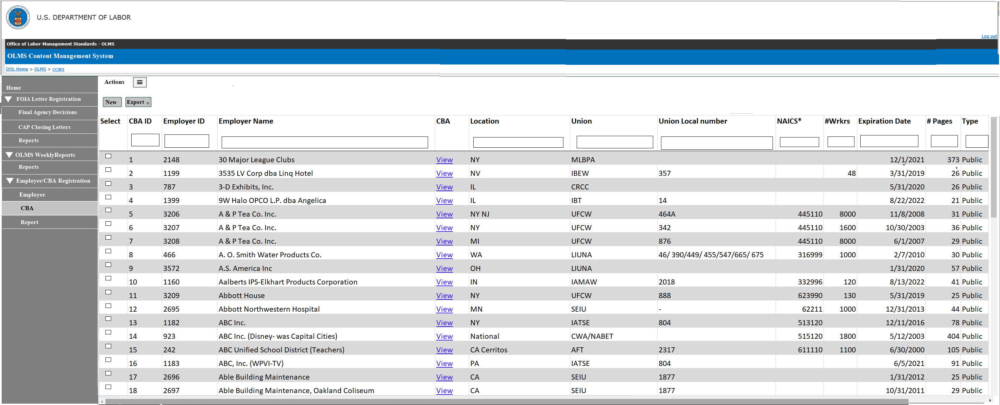 U.S. DEPARTMENT OF LABOR
Log out
Office of Labor-Management Standards - OLMS
OLMS Content Management System
DOL Home > OLMS > OCMS
Home
FOIA Letter Registration
Final Agency Decisions
CAP Closing Letters
Reports
OLMS WeeklyReports
Reports
Employer/CBA Registration
Employer
CBA
Report
Actions
New Export
Select CBA ID Employer ID Employer Name CBA Location Union Union Local number NAICS* #Wrkrs Expiration Date # Pages Type
1 2148 30 Major League Clubs View NY MLBPA 12/1/2021 373 Public
2 1199 3535 LV Corp dba Linq Hotel View NV IBEW 357 48 3/31/2019 26 Public
3 787 3-D Exhibits, Inc. View IL CRCC 5/31/2020 26 Public
4 1399 9W Halo OPCO L.P. dba Angelica View IL IBT 14 8/22/2022 21 Public
5 3206 A & P Tea Co. Inc. View NY NJ UFCW 464A 445110 8000 11/8/2008 31 Public
6 3207 A & P Tea Co. Inc. View NY UFCW 342 445110 1600 10/30/2003 36 Public
7 3208 A & P Tea Co. Inc. View MI UFCW 876 445110 8000 6/1/2007 29 Public
8 466 A. O. Smith Water Products Co. View WA LIUNA 46/ 390/449/ 455/547/665/ 675 316999 1000 2/7/2010 30 Public
9 3572 A.S. America Inc View OH LIUNA 1/31/2020 57 Public
10 1160 Aalberts IPS-Elkhart Products Corporation View IN IAMAW 2018 332996 120 8/13/2022 41 Public
11 3209 Abbott House View NY UFCW 888 623990 130 5/31/2019 25 Public
12 2695 Abbott Northwestern Hospital View MN SEIU - 62211 1000 12/31/2013 44 Public
13 1182 ABC Inc. View NY IATSE 804 513120 12/11/2016 78 Public
14 923 ABC Inc. (Disney- was Capital Cities) View National CWA/NABET 515120 1800 5/12/2003 404 Public
15 242 ABC Unified School District (Teachers) View CA Cerritos AFT 2317 611110 1100 6/30/2000 105 Public
16 1183 ABC, Inc. (WPVI-TV) View PA IATSE 804 6/5/2021 91 Public
17 2696 Able Building Maintenance View CA SEIU 1877 1/31/2012 25 Public
18 2697 Able Building Maintenance, Oakland Coliseum View CA SEIU 1877 10/31/2011 29 Public